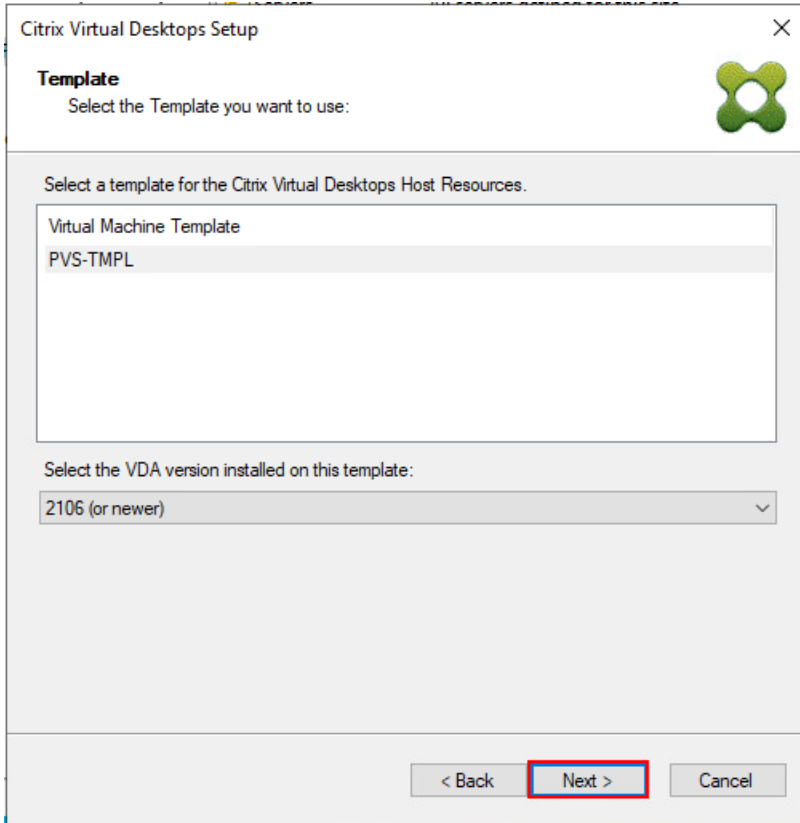 Citrix Virtual Desktops Setup
Template
Select the Template you want to use:
Select a template for the Citrix Virtual Desktops Host Resources.
Virtual Machine Template
PVS-TMPL
Select the VDA version installed on this template:
2106 (or newer)
< Back
Next >
Cancel